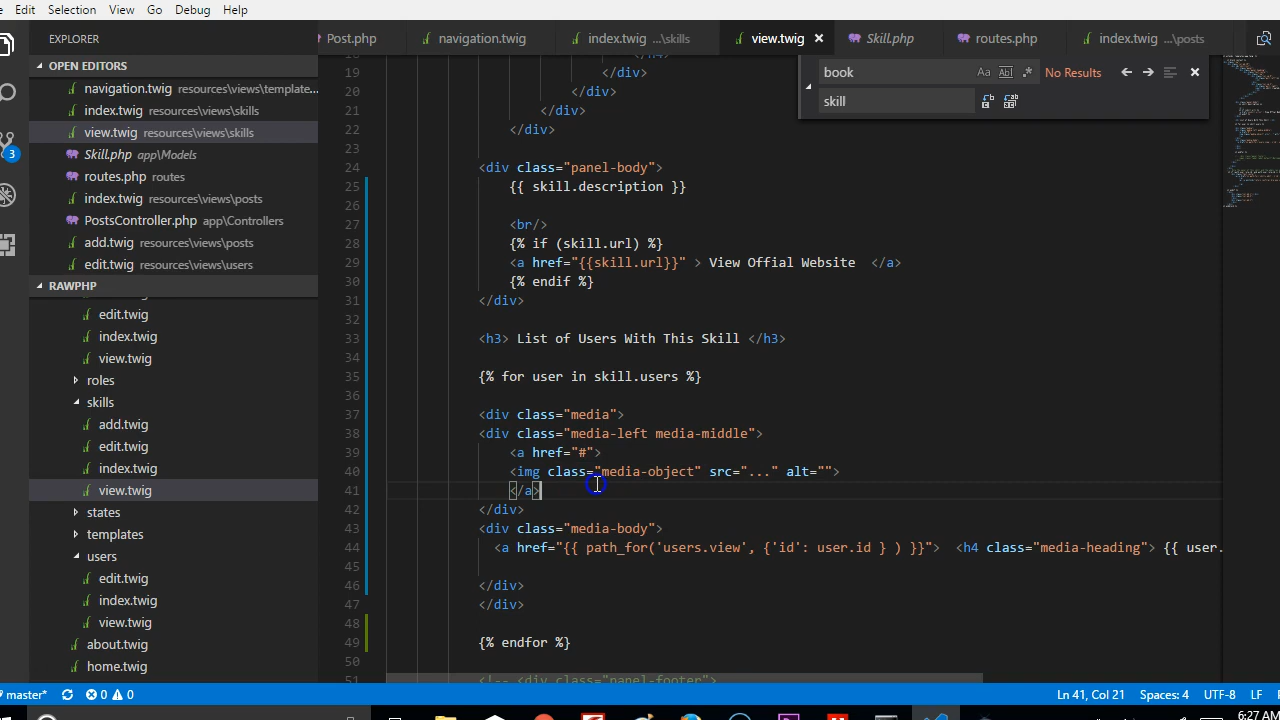 Edit Selection View Go Debug Help
EXPLORER
Post.php navigation.twig index.twig ...\skills view.twig Skill.php routes.php index.twig ...\posts
OPEN EDITORS
navigation.twig resources\views\template...
index.twig resources\views\skills
view.twig resources\views\skills
Skill.php app\Models
routes.php routes
index.twig resources\views\posts
PostsController.php app\Controllers
add.twig resources\views\posts
edit.twig resources\views\users
3
RAWPHP
edit.twig
index.twig
view.twig
roles
skills
add.twig
edit.twig
index.twig
view.twig
states
templates
users
edit.twig
index.twig
view.twig
about.twig
home.twig
book Aa Abl .* No Results
skill
19 </div>
20 </div>
21 </div>
22 </div>
23
24 <div class="panel-body">
25 {{ skill.description }}
26
27 <br/>
28 {% if (skill.url) %}
29 <a href="{{skill.url}}" > View Offial Website </a>
30 {% endif %}
31 </div>
32
33 <h3> List of Users With This Skill </h3>
34
35 {% for user in skill.users %}
36
37 <div class="media">
38 <div class="media-left media-middle">
39 <a href="#">
40 <img class="media-object" src="..." alt="">
41 </a>
42 </div>
43 <div class="media-body">
44 <a href="{{ path_for('users.view', {'id': user.id } ) }}"> <h4 class="media-heading"> {{ user.
45
46 </div>
47 </div>
48
49 {% endfor %}
50
51 <!-- <div class="panel-footer">
master* 0 0 Ln 41, Col 21 Spaces: 4 UTF-8 LF
6:27 AM